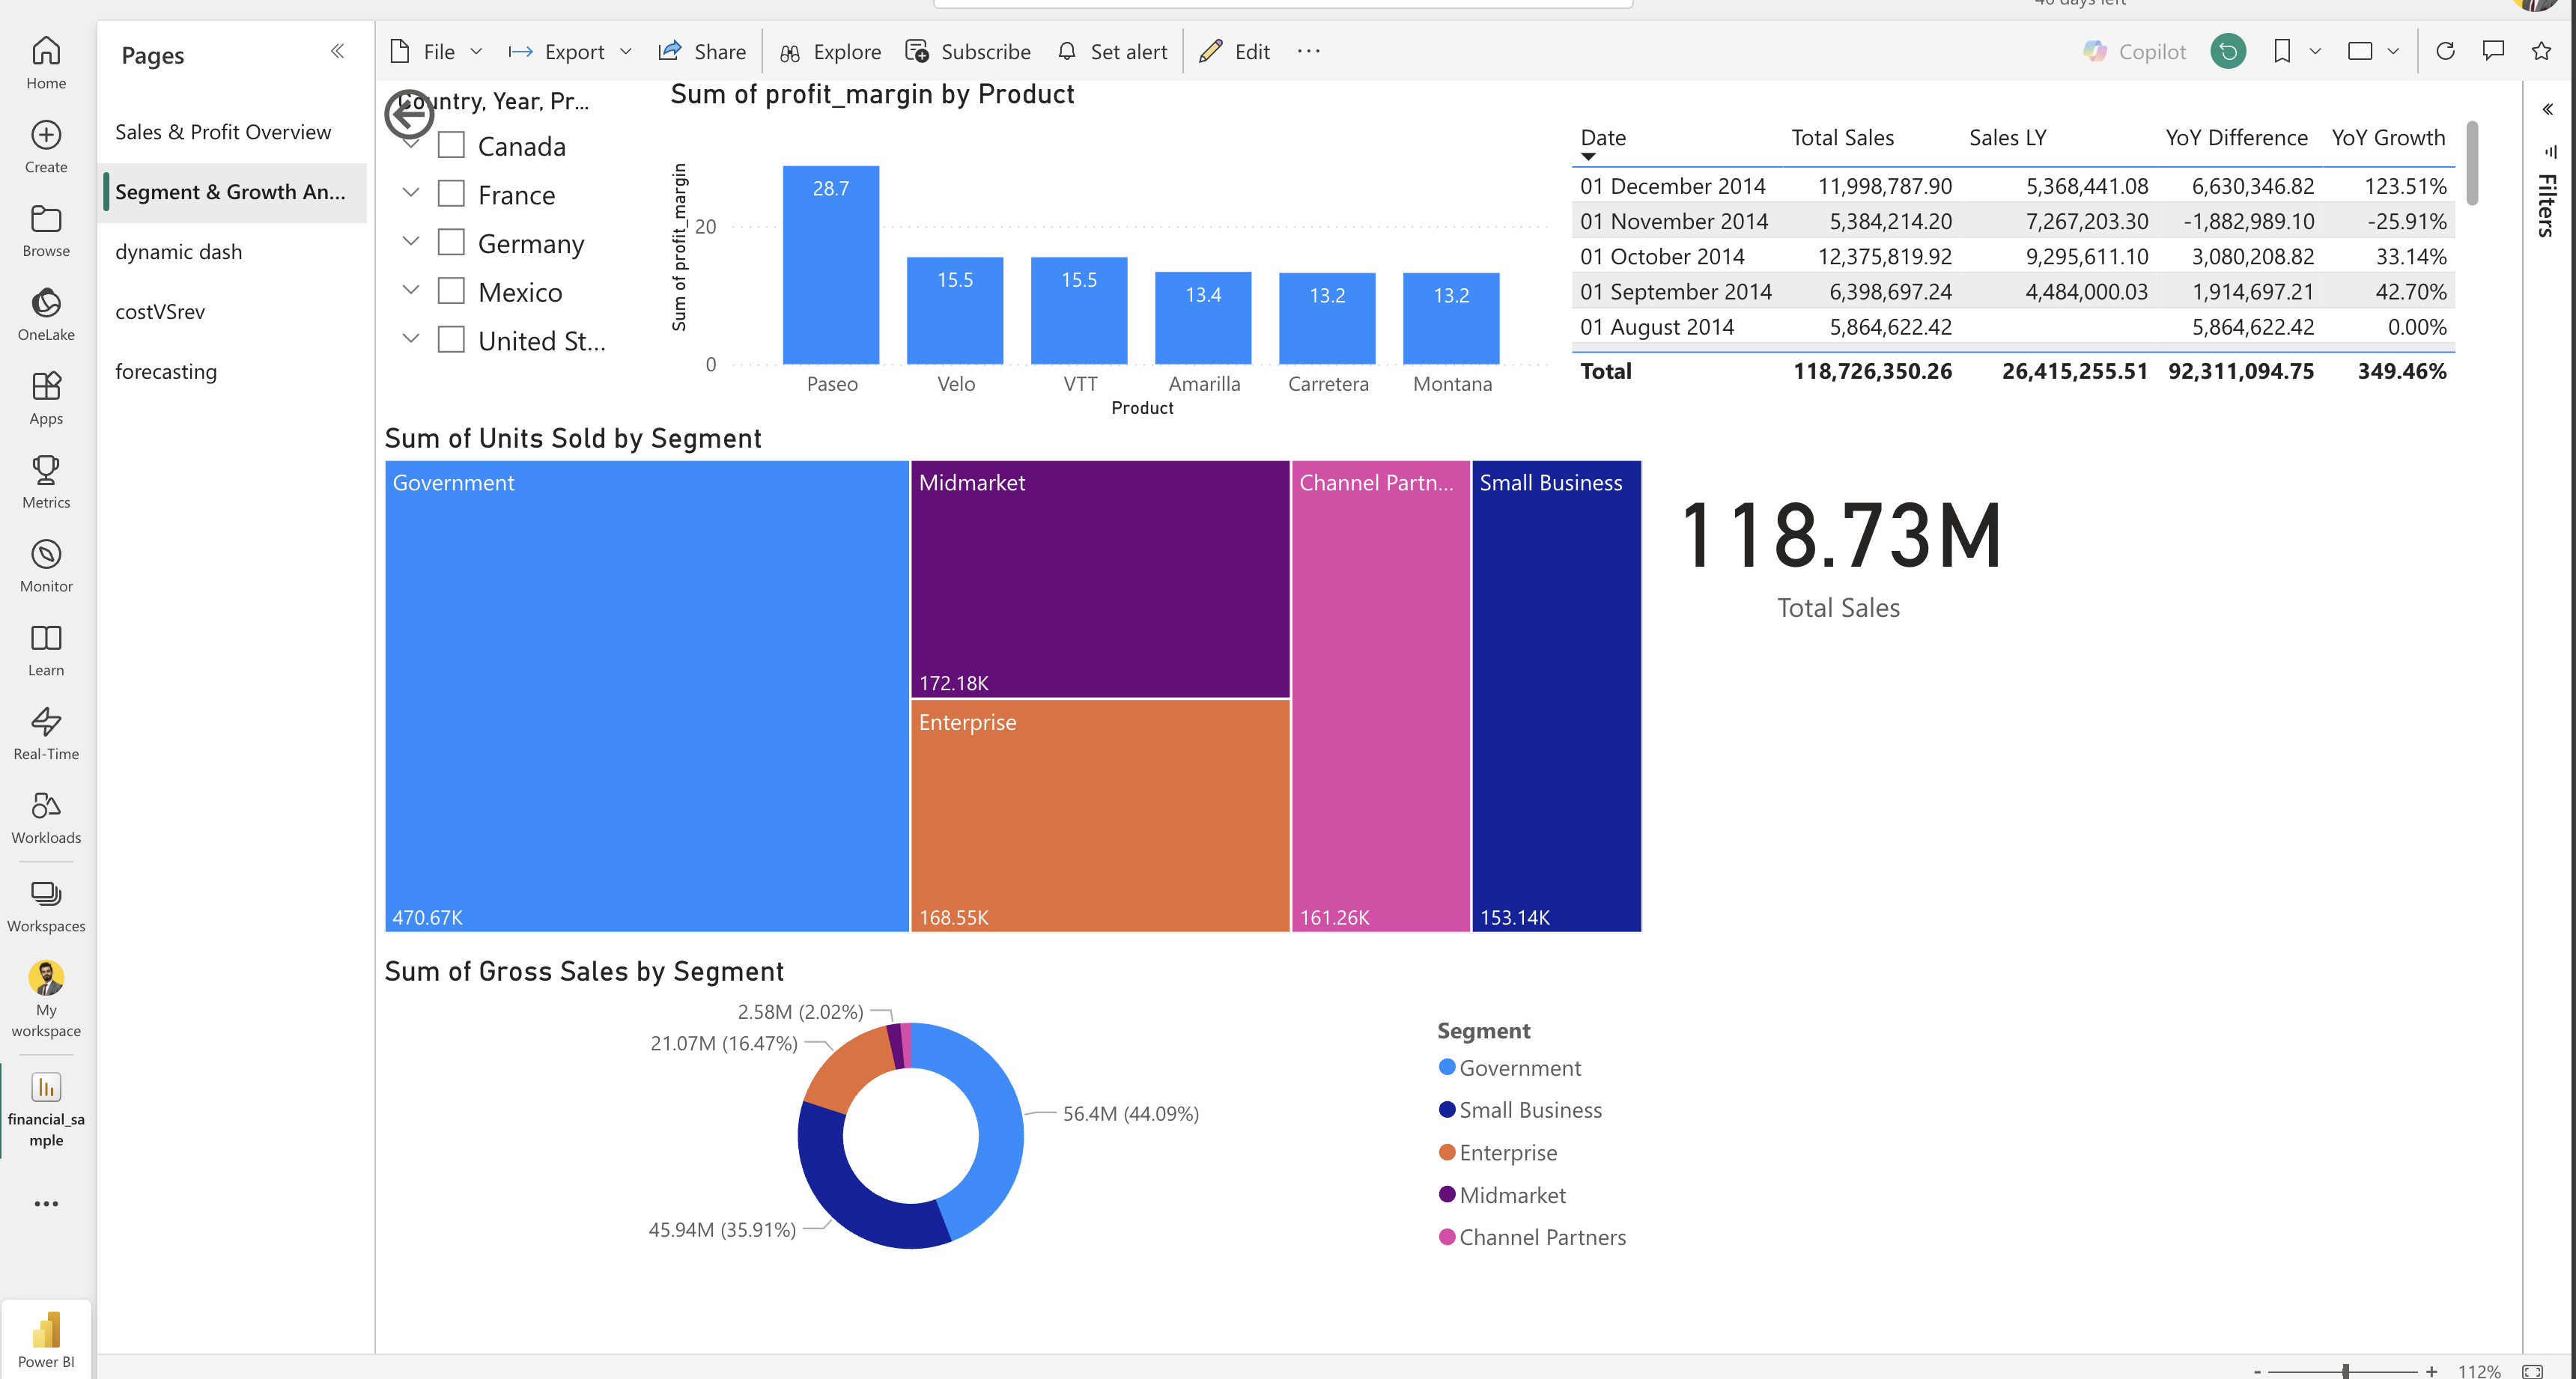 Home
Create
Browse
OneLake
Apps
Metrics
Monitor
Learn
Real-Time
Workloads
Workspaces
My
workspace
financial_sa
mple
Power BI
Pages
Sales & Profit Overview
Segment & Growth An...
dynamic dash
costVSrev
forecasting
File
Export
Share
Explore
Subscribe
Set alert
Edit
Copilot
Country, Year, Pr...
Canada
France
Germany
Mexico
United St...
Sum of profit_margin by Product
Sum of profit_margin
20
0
28.7
15.5
15.5
13.4
13.2
13.2
Paseo
Velo
VTT
Amarilla
Carretera
Montana
Product
Date Total Sales Sales LY YoY Difference YoY Growth
01 December 2014 11,998,787.90 5,368,441.08 6,630,346.82 123.51%
01 November 2014 5,384,214.20 7,267,203.30 -1,882,989.10 -25.91%
01 October 2014 12,375,819.92 9,295,611.10 3,080,208.82 33.14%
01 September 2014 6,398,697.24 4,484,000.03 1,914,697.21 42.70%
01 August 2014 5,864,622.42 5,864,622.42 0.00%
Total 118,726,350.26 26,415,255.51 92,311,094.75 349.46%
Filters
Sum of Units Sold by Segment
Government
470.67K
Midmarket
172.18K
Enterprise
168.55K
Channel Partn...
161.26K
Small Business
153.14K
118.73M
Total Sales
Sum of Gross Sales by Segment
2.58M (2.02%)
21.07M (16.47%)
56.4M (44.09%)
45.94M (35.91%)
Segment
Government
Small Business
Enterprise
Midmarket
Channel Partners
- + 112%